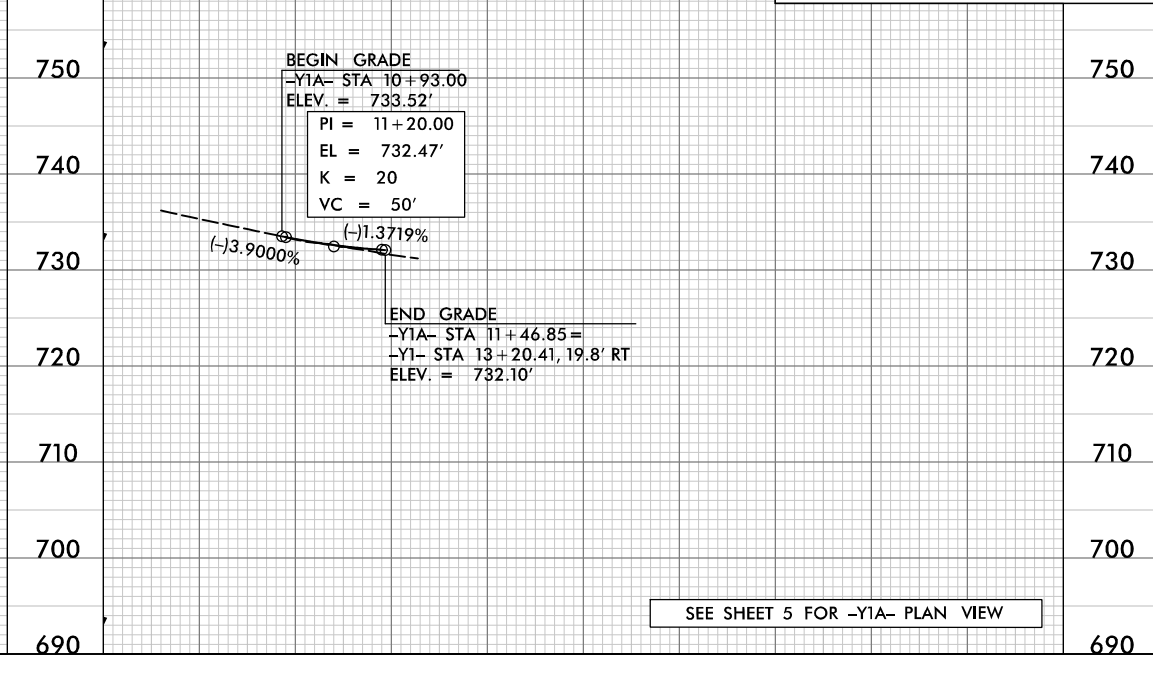 BEGIN GRADE
-Y1A- STA 10+93.00
ELEV. = 733.52'
PI = 11+20.00
EL = 732.47'
K = 20
VC = 50'
(-)3.9000%
(-)1.3719%
END GRADE
-Y1A- STA 11+46.85=
-Y1- STA 13+20.41, 19.8' RT
ELEV. = 732.10'
750 750
740 740
730 730
720 720
710 710
700 700
690 690
SEE SHEET 5 FOR -Y1A- PLAN VIEW